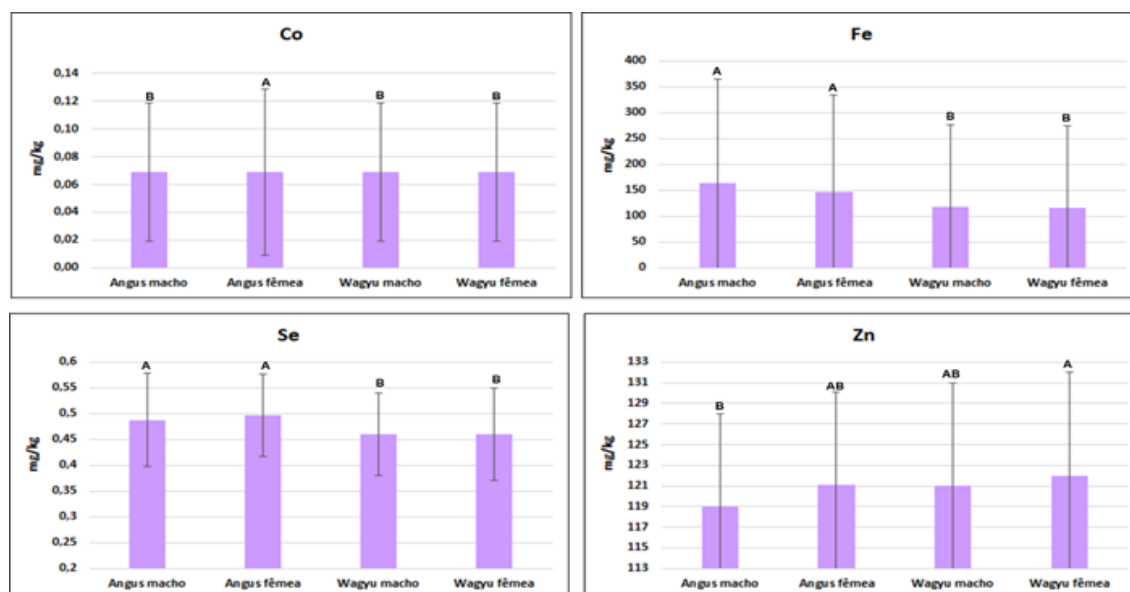 Co
mg/kg
0,14
0,12
0,10
0,08
0,06
0,04
0,02
0,00
B A B B
Angus macho Angus fêmea Wagyu macho Wagyu fêmea
Fe
mg/kg
400
350
300
250
200
150
100
50
0
A A B B
Angus macho Angus fêmea Wagyu macho Wagyu fêmea
Se
mg/kg
0,6
0,55
0,5
0,45
0,4
0,35
0,3
0,25
0,2
A A B B
Angus macho Angus fêmea Wagyu macho Wagyu fêmea
Zn
mg/kg
133
131
129
127
125
123
121
119
117
115
113
B AB AB A
Angus macho Angus fêmea Wagyu macho Wagyu fêmea